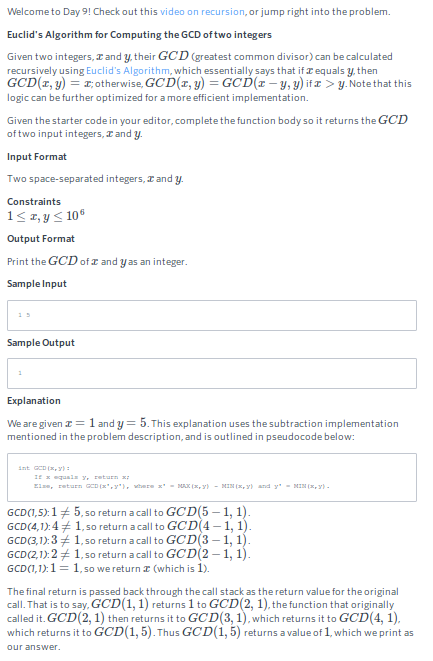 Welcome to Day 9! Check out this video on recursion, or jump right into the problem.
Euclid's Algorithm for Computing the GCD of two integers
Given two integers, x and y, their GCD (greatest common divisor) can be calculated
recursively using Euclid's Algorithm, which essentially says that if x equals y, then
GCD(x, y) = x; otherwise, GCD(x, y) = GCD(x − y, y) if x > y. Note that this
logic can be further optimized for a more efficient implementation.
Given the starter code in your editor, complete the function body so it returns the GCD
of two input integers, x and y.
Input Format
Two space-separated integers, x and y.
Constraints
1 ≤ x, y ≤ 10⁶
Output Format
Print the GCD of x and y as an integer.
Sample Input
1 5
Sample Output
1
Explanation
We are given x = 1 and y = 5. This explanation uses the subtraction implementation
mentioned in the problem description, and is outlined in pseudocode below:
int GCD(x,y):
If x equals y, return x;
Else, return GCD(x',y'), where x' = MAX(x,y) - MIN(x,y) and y' = MIN(x,y).
GCD(1,5): 1 ≠ 5, so return a call to GCD(5 − 1, 1).
GCD(4,1): 4 ≠ 1, so return a call to GCD(4 − 1, 1).
GCD(3,1): 3 ≠ 1, so return a call to GCD(3 − 1, 1).
GCD(2,1): 2 ≠ 1, so return a call to GCD(2 − 1, 1).
GCD(1,1): 1 = 1, so we return x (which is 1).
The final return is passed back through the call stack as the return value for the original
call. That is to say, GCD(1, 1) returns 1 to GCD(2, 1), the function that originally
called it. GCD(2, 1) then returns it to GCD(3, 1), which returns it to GCD(4, 1),
which returns it to GCD(1, 5). Thus GCD(1, 5) returns a value of 1, which we print as
our answer.